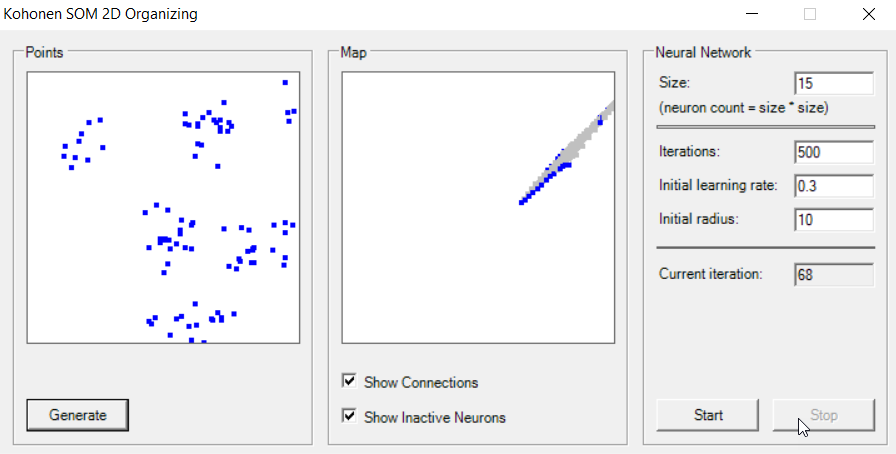 Kohonen SOM 2D Organizing
Points
Generate
Map
Show Connections
Show Inactive Neurons
Neural Network
Size: 15
(neuron count = size * size)
Iterations: 500
Initial learning rate: 0.3
Initial radius: 10
Current iteration: 68
Start Stop